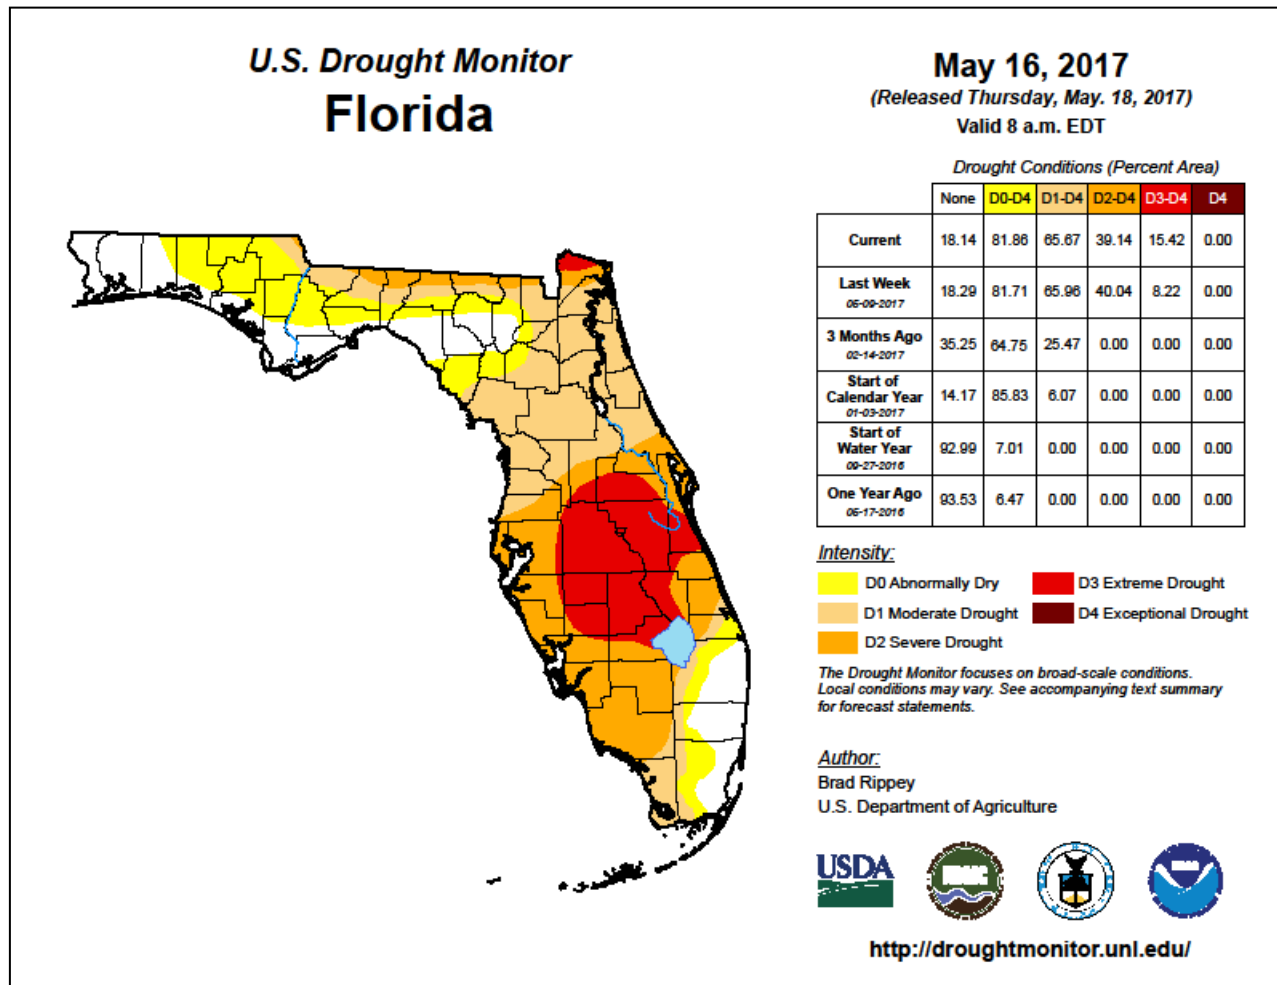 U.S. Drought Monitor
Florida
May 16, 2017
(Released Thursday, May. 18, 2017)
Valid 8 a.m. EDT
Drought Conditions (Percent Area)
None D0-D4 D1-D4 D2-D4 D3-D4 D4
Current 18.14 81.86 65.67 39.14 15.42 0.00
Last Week 18.29 81.71 65.96 40.04 8.22 0.00
05-09-2017
3 Months Ago 35.25 64.75 25.47 0.00 0.00 0.00
02-14-2017
Start of
Calendar Year 14.17 85.83 6.07 0.00 0.00 0.00
01-03-2017
Start of
Water Year 92.99 7.01 0.00 0.00 0.00 0.00
09-27-2016
One Year Ago 93.53 6.47 0.00 0.00 0.00 0.00
05-17-2016
Intensity:
D0 Abnormally Dry
D3 Extreme Drought
D1 Moderate Drought
D4 Exceptional Drought
D2 Severe Drought
The Drought Monitor focuses on broad-scale conditions.
Local conditions may vary. See accompanying text summary
for forecast statements.
Author:
Brad Rippey
U.S. Department of Agriculture
USDA
http://droughtmonitor.unl.edu/